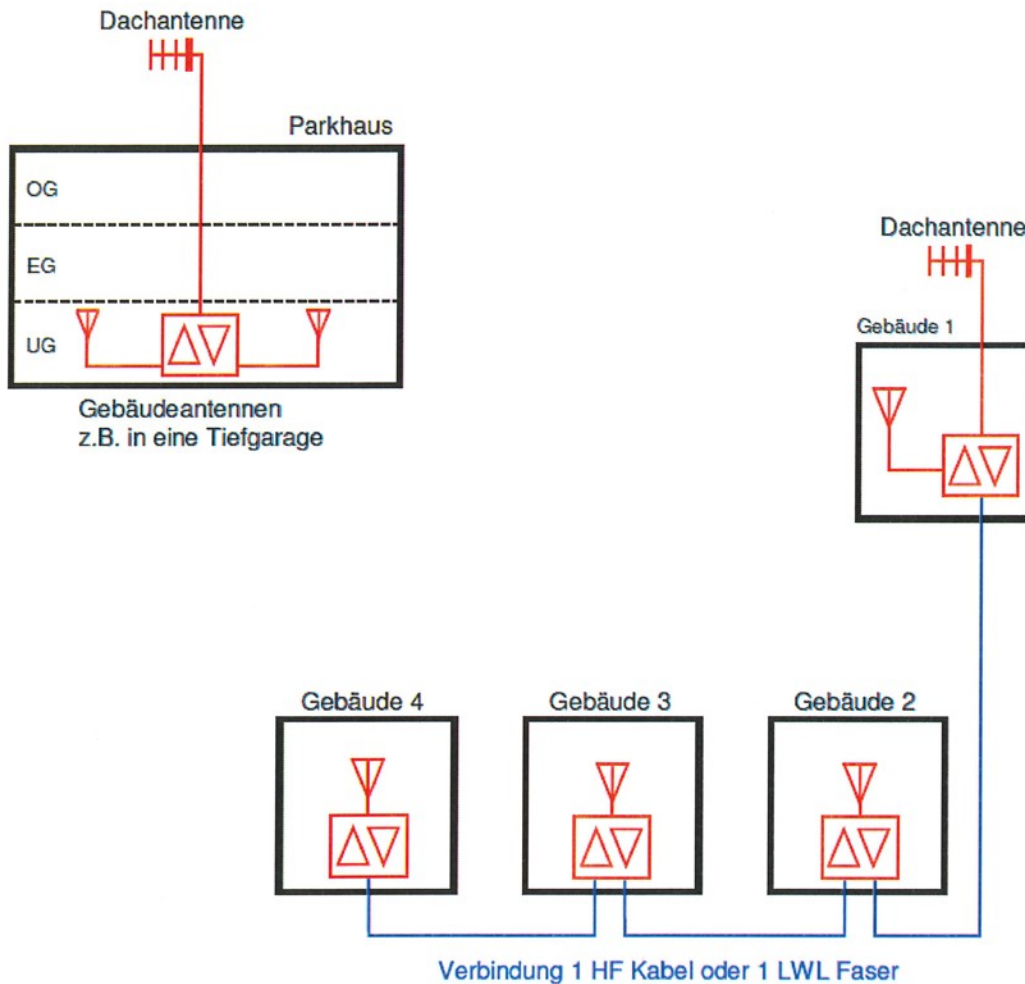 Dachantenne
Parkhaus
OG
EG
UG
Gebäudeantennen
z.B. in eine Tiefgarage
Dachantenne
Gebäude 1
Gebäude 4
Gebäude 3
Gebäude 2
Verbindung 1 HF Kabel oder 1 LWL Faser